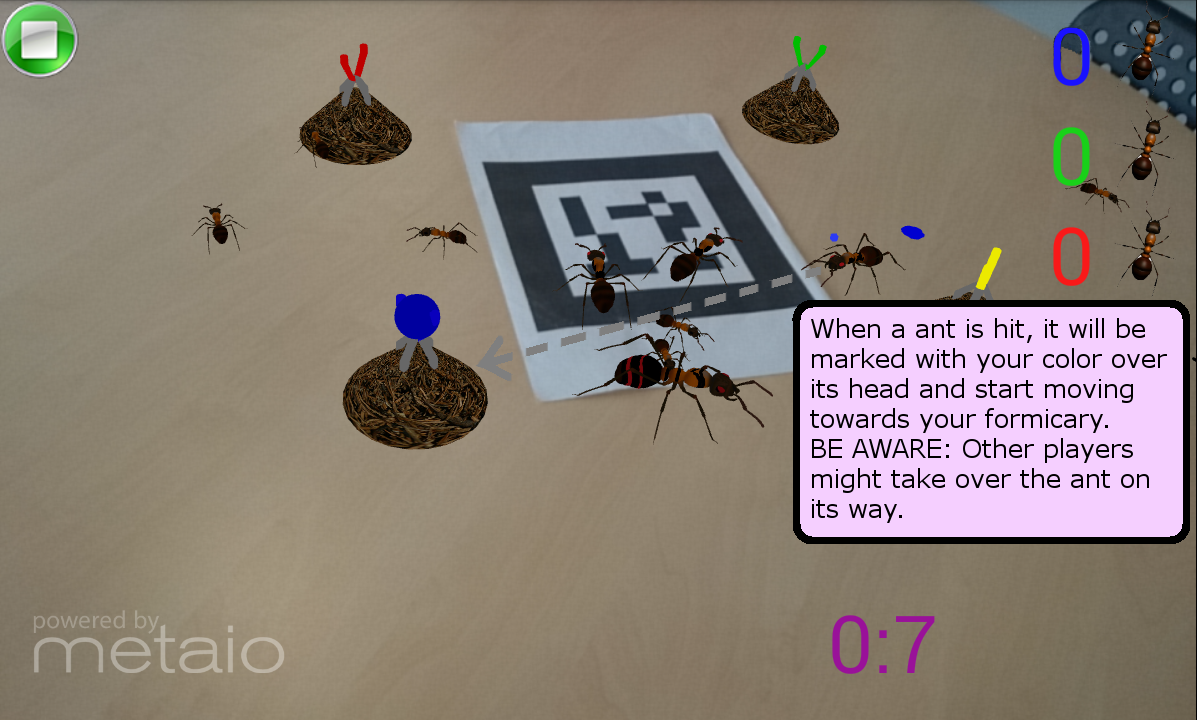 0
0
0
When a ant is hit, it will be
marked with your color over
its head and start moving
towards your formicary.
BE AWARE: Other players
might take over the ant on
its way.
powered by
metaio
0:7